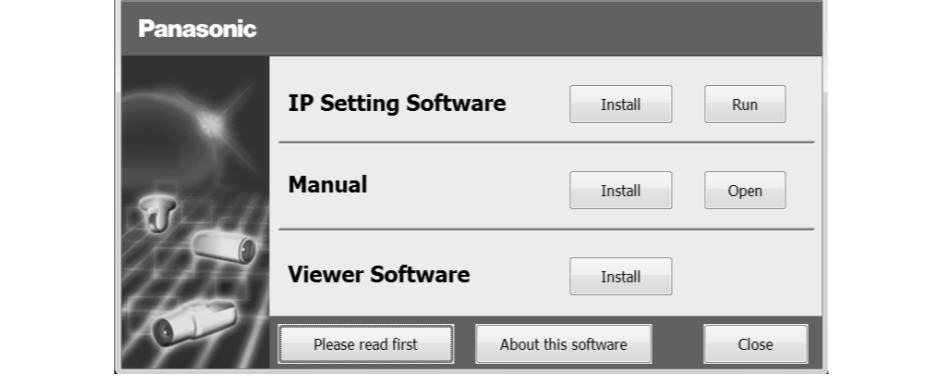 Panasonic
IP Setting Software Install Run
Manual Install Open
Viewer Software Install
Please read first About this software Close